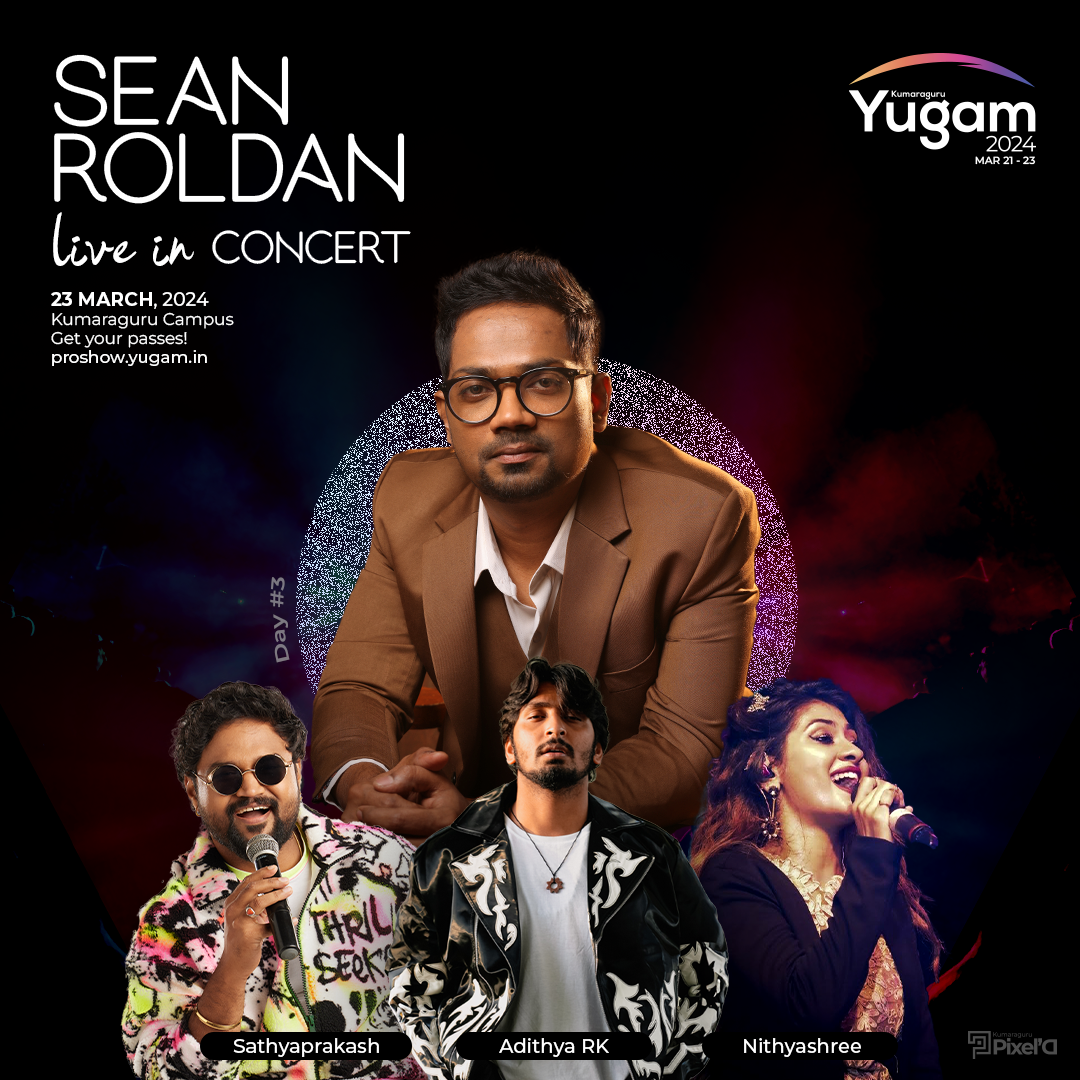 SEAN
ROLDAN
live in CONCERT
23 MARCH, 2024
Kumaraguru Campus
Get your passes!
proshow.yugam.in
Kumaraguru
Yugam
2024
MAR 21 - 23
Day #3
THRIL
SEEK
Sathyaprakash
Adithya RK
Nithyashree
Kumaraguru
Pixel'D